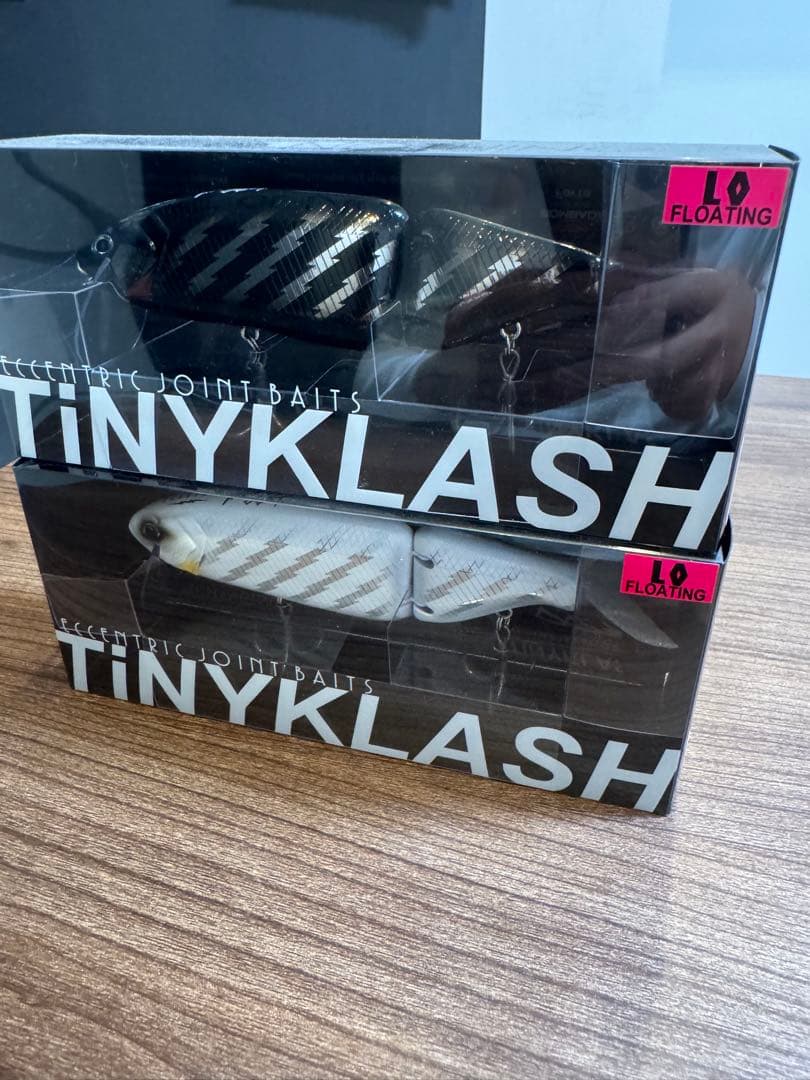 LO
FLOATING
ECCENTRIC JOINT BAITS
TiNYKLASH
LO
FLOATING
ECCENTRIC JOINT BAITS
TiNYKLASH